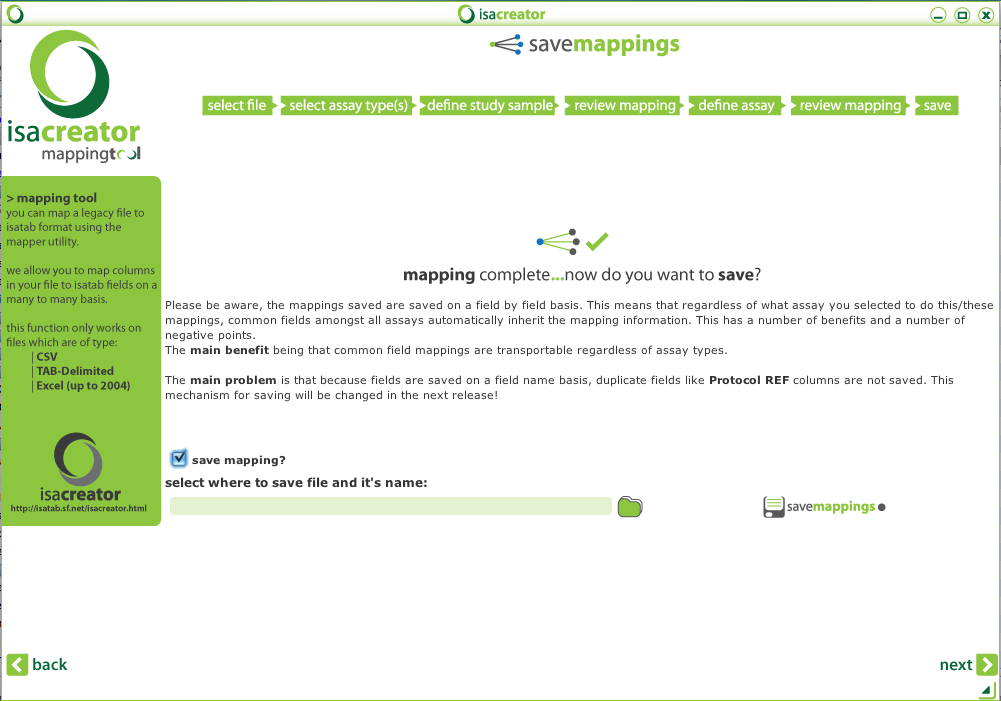 isacreator
savemappings
isacreator
mappingtool
select file
select assay type(s)
define study sample
review mapping
define assay
review mapping
save
> mapping tool
you can map a legacy file to
isatab format using the
mapper utility.
we allow you to map columns
in your file to isatab fields on a
many to many basis.
this function only works on
files which are of type:
| CSV
| TAB-Delimited
| Excel (up to 2004)
isacreator
http://isatab.sf.net/isacreator.html
mapping complete...now do you want to save?
Please be aware, the mappings saved are saved on a field by field basis. This means that regardless of what assay you selected to do this/these
mappings, common fields amongst all assays automatically inherit the mapping information. This has a number of benefits and a number of
negative points.
The main benefit being that common field mappings are transportable regardless of assay types.
The main problem is that because fields are saved on a field name basis, duplicate fields like Protocol REF columns are not saved. This
mechanism for saving will be changed in the next release!
save mapping?
select where to save file and it's name:
savemappings
back
next